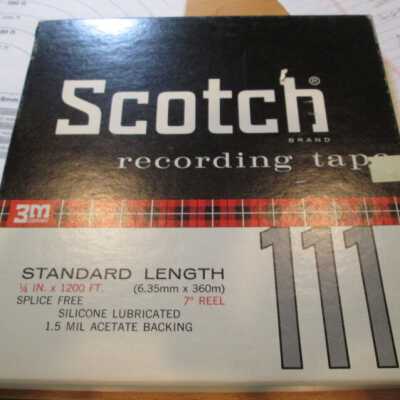 Scotch®
BRAND
recording tape
3m
111
STANDARD LENGTH
¼ IN. x 1200 FT. (6.35mm x 360m)
SPLICE FREE 7" REEL
SILICONE LUBRICATED
1.5 MIL ACETATE BACKING